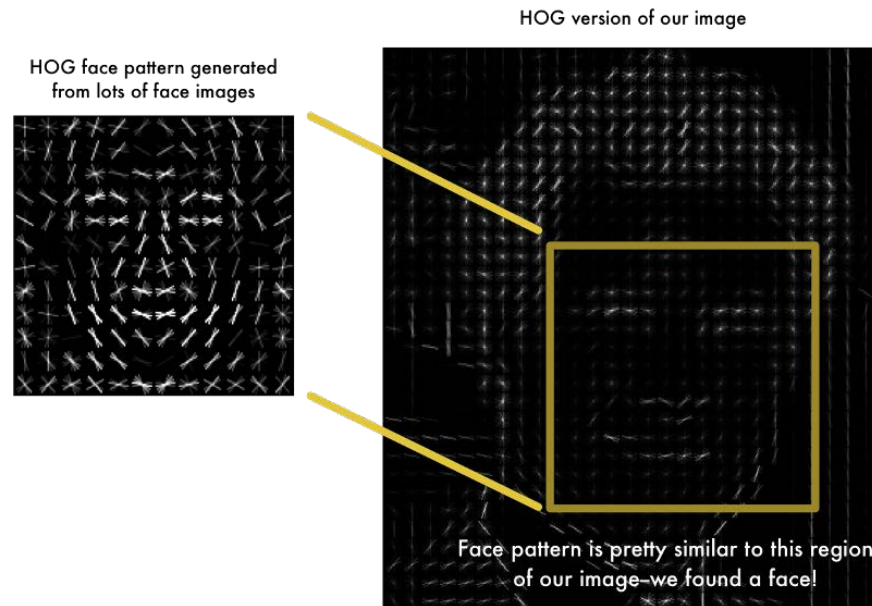 HOG version of our image
HOG face pattern generated
from lots of face images
Face pattern is pretty similar to this region
of our image–we found a face!